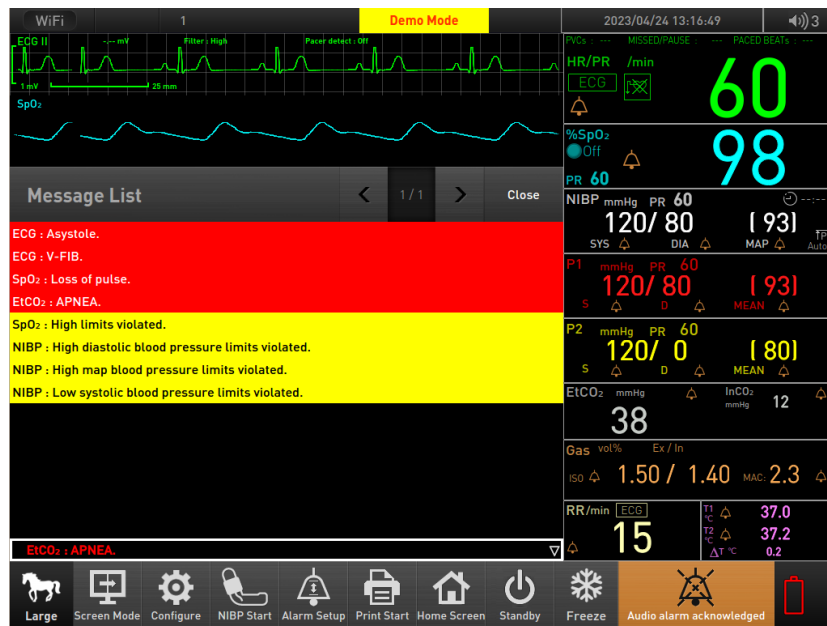 WiFi 1 Demo Mode 2023/04/24 13:16:49 3
ECG II -.-- mV Filter : High Pacer detect : Off
1 mV 25 mm
SpO₂
PVCs : --- MISSED/PAUSE : --- PACED BEATs : ---
HR/PR /min
ECG
60
%SpO₂
Off
98
PR 60
Message List 1/1 Close
ECG : Asystole.
ECG : V-FIB.
SpO₂ : Loss of pulse.
EtCO₂ : APNEA.
SpO₂ : High limits violated.
NIBP : High diastolic blood pressure limits violated.
NIBP : High map blood pressure limits violated.
NIBP : Low systolic blood pressure limits violated.
EtCO₂ : APNEA.
NIBP mmHg PR 60 --:--
120/ 80 ( 93)
SYS DIA MAP Auto
P1 mmHg PR 60
120/ 80 ( 93)
S D MEAN
P2 mmHg PR 60
120/ 0 ( 80)
S D MEAN
EtCO₂ mmHg InCO₂
mmHg 12
38
Gas vol% Ex / In
ISO 1.50 / 1.40 MAC: 2.3
RR/min ECG
15
T1 °C 37.0
T2 °C 37.2
△T °C 0.2
Large Screen Mode Configure NIBP Start Alarm Setup Print Start Home Screen Standby Freeze Audio alarm acknowledged